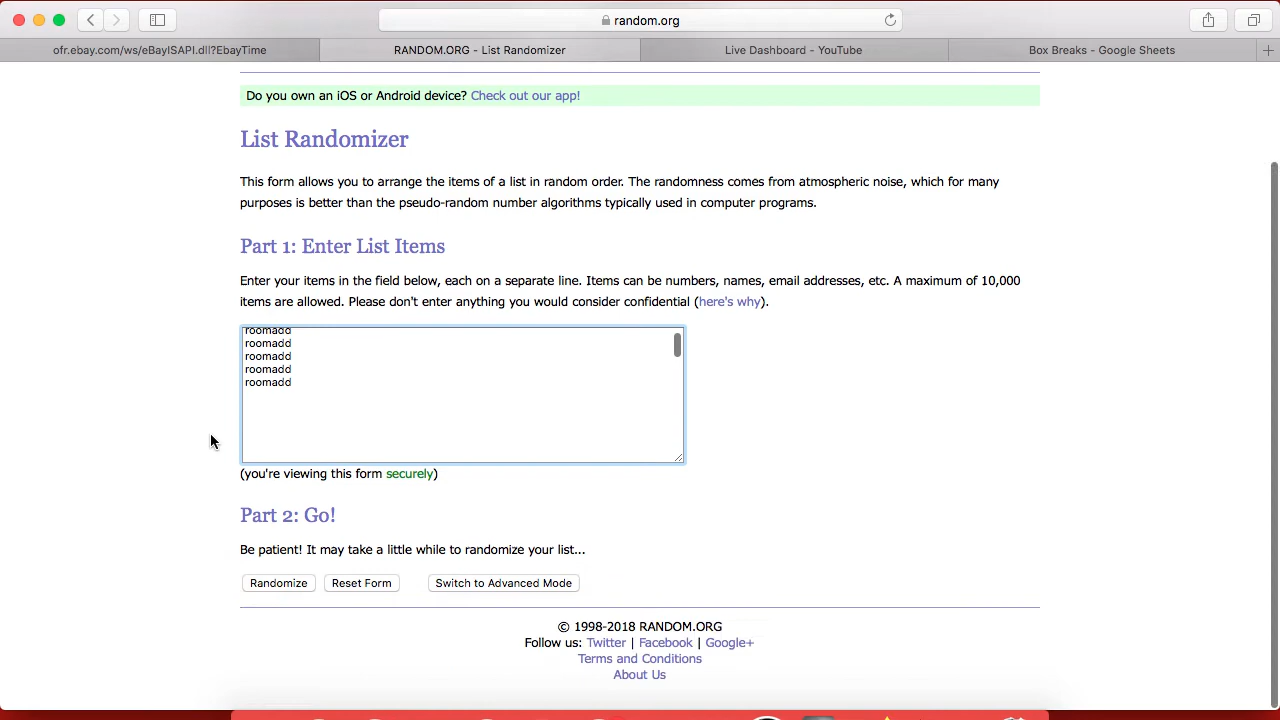 random.org
ofr.ebay.com/ws/eBayISAPI.dll?EbayTime
RANDOM.ORG - List Randomizer
Live Dashboard - YouTube
Box Breaks - Google Sheets
Do you own an iOS or Android device? Check out our app!
List Randomizer
This form allows you to arrange the items of a list in random order. The randomness comes from atmospheric noise, which for many
purposes is better than the pseudo-random number algorithms typically used in computer programs.
Part 1: Enter List Items
Enter your items in the field below, each on a separate line. Items can be numbers, names, email addresses, etc. A maximum of 10,000
items are allowed. Please don't enter anything you would consider confidential (here's why).
roomadd
roomadd
roomadd
roomadd
roomadd
(you're viewing this form securely)
Part 2: Go!
Be patient! It may take a little while to randomize your list...
Randomize Reset Form Switch to Advanced Mode
© 1998-2018 RANDOM.ORG
Follow us: Twitter | Facebook | Google+
Terms and Conditions
About Us